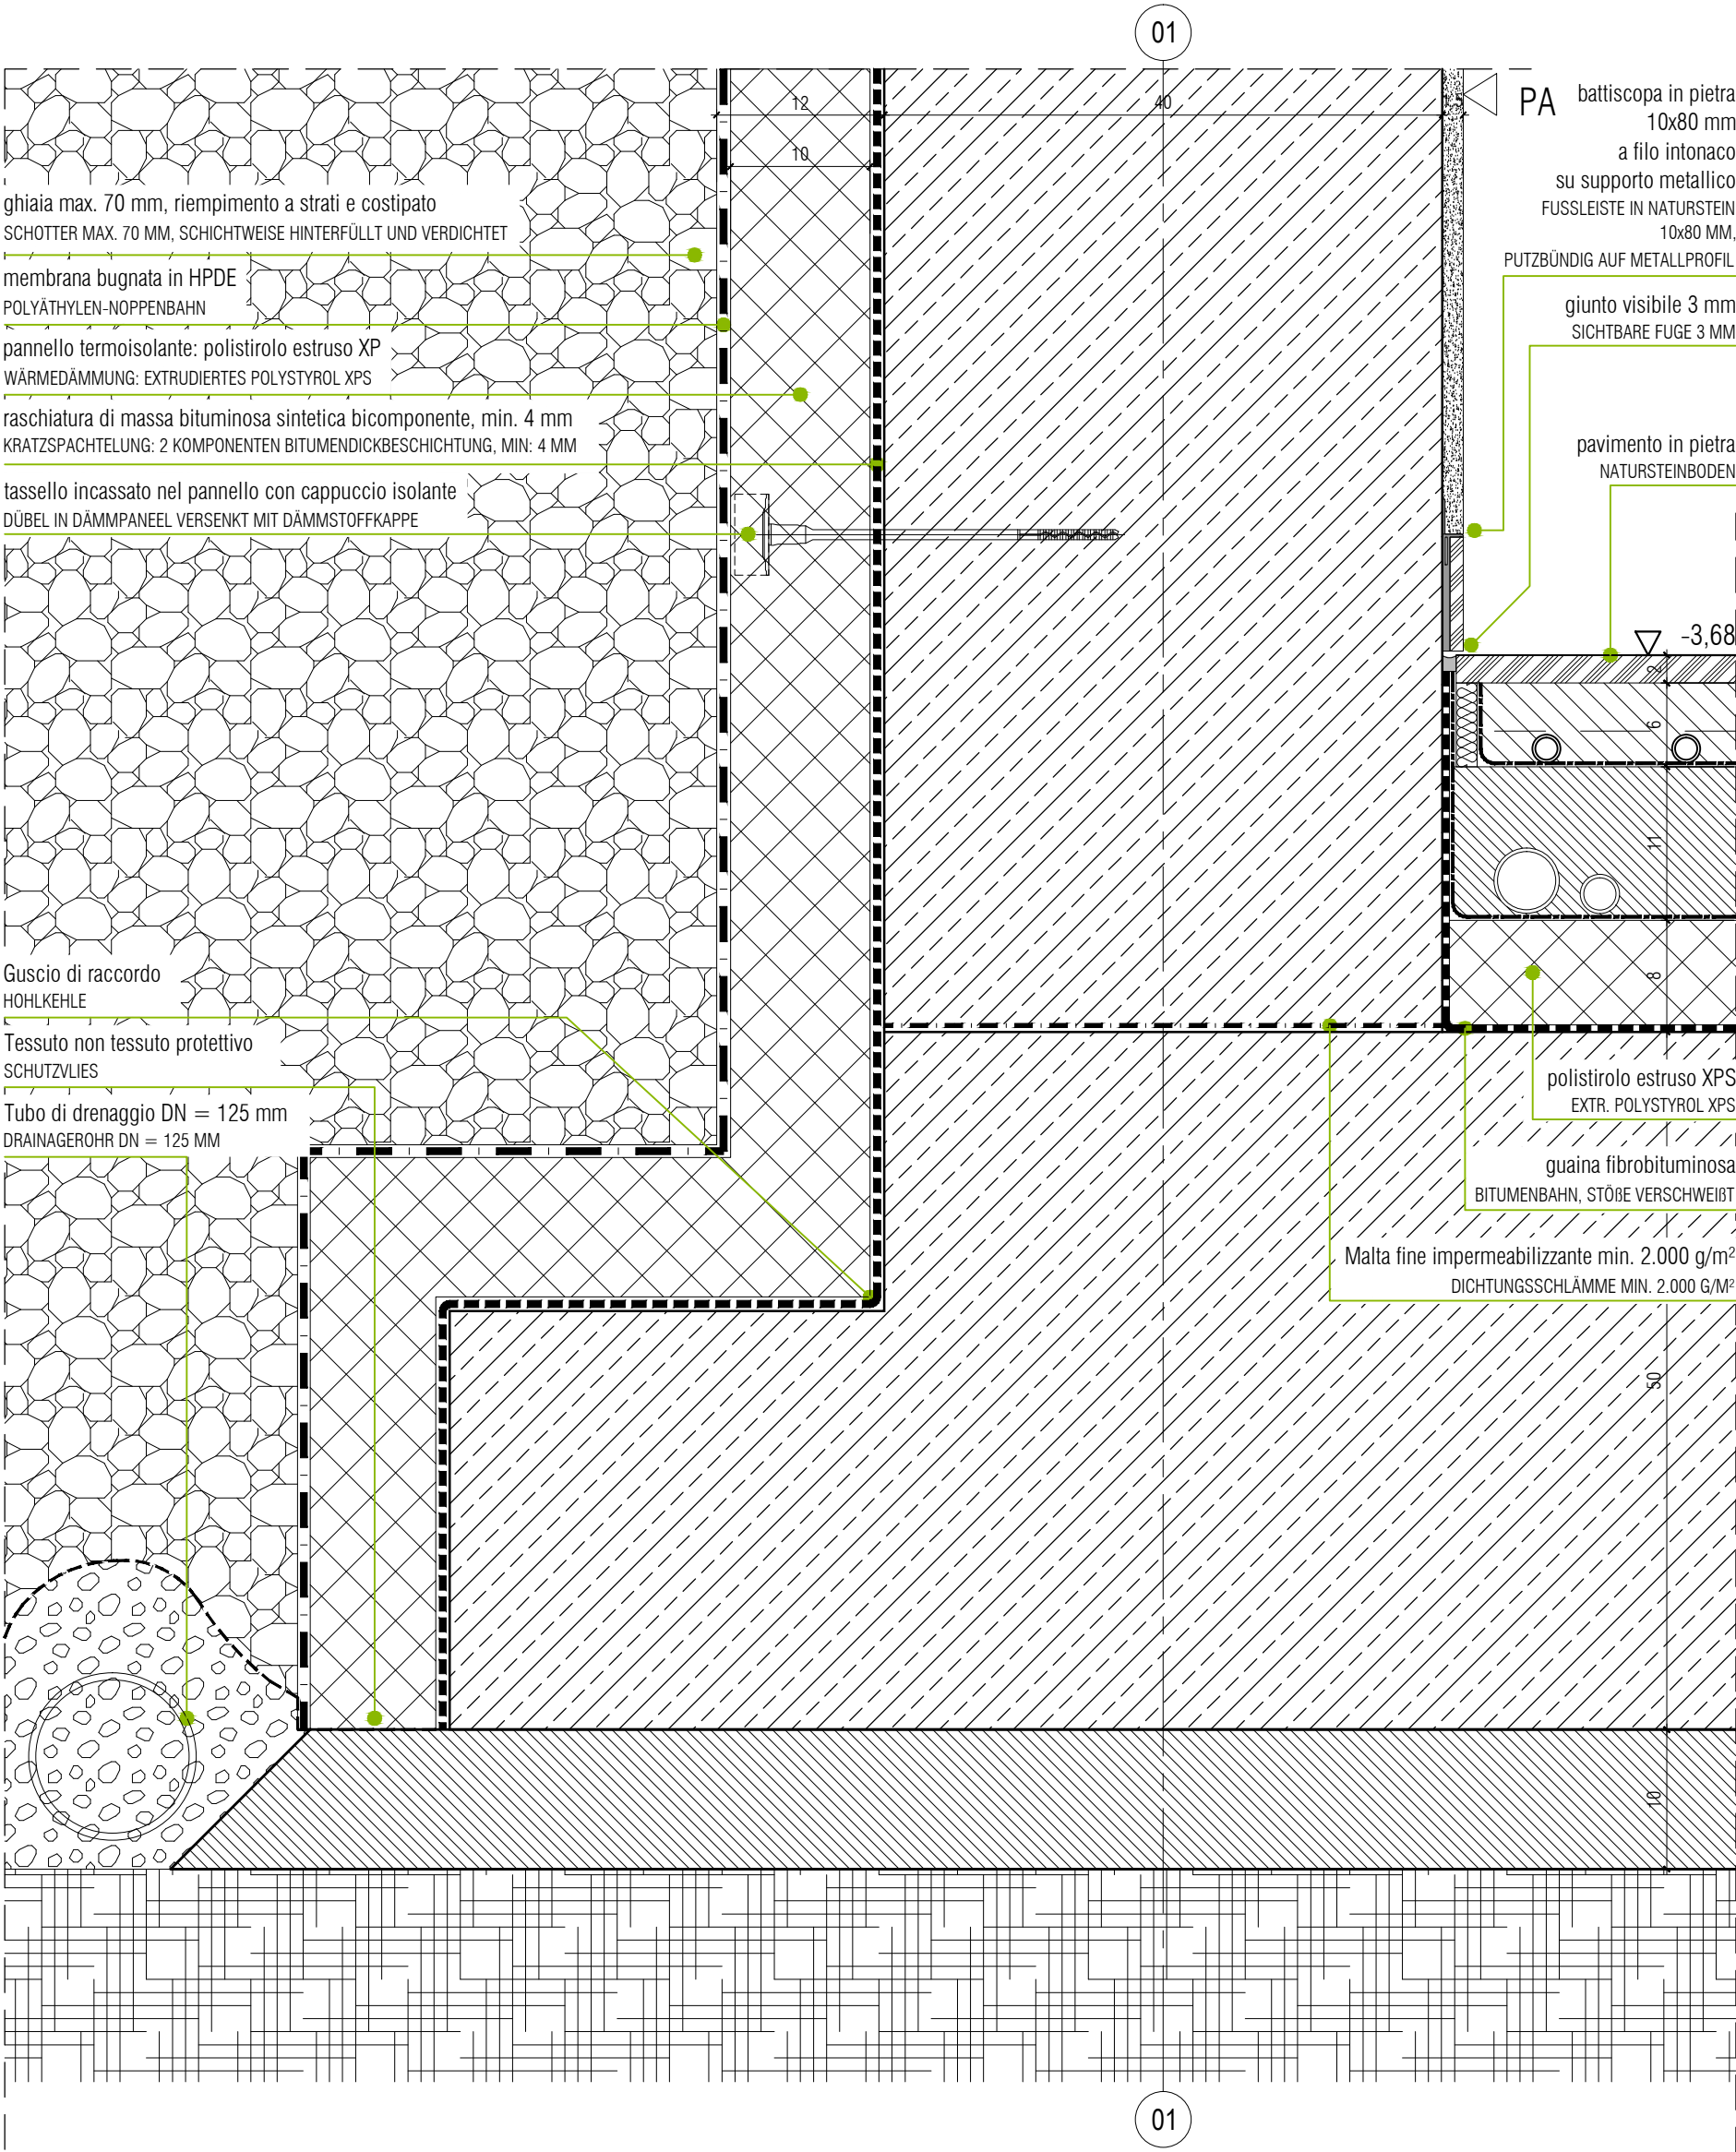 01
12
40
1,5
10
PA
battiscopa in pietra
10x80 mm
a filo intonaco
su supporto metallico
FUSSLEISTE IN NATURSTEIN
10x80 MM,
PUTZBÜNDIG AUF METALLPROFIL
giunto visibile 3 mm
SICHTBARE FUGE 3 MM
pavimento in pietra
NATURSTEINBODEN
-3,68
2
6
11
8
polistirolo estruso XPS
EXTR. POLYSTYROL XPS
guaina fibrobituminosa
BITUMENBAHN, STÖßE VERSCHWEIßT
Malta fine impermeabilizzante min. 2.000 g/m²
DICHTUNGSSCHLÄMME MIN. 2.000 G/M²
50
10
ghiaia max. 70 mm, riempimento a strati e costipato
SCHOTTER MAX. 70 MM, SCHICHTWEISE HINTERFÜLLT UND VERDICHTET
membrana bugnata in HPDE
POLYÄTHYLEN-NOPPENBAHN
pannello termoisolante: polistirolo estruso XP
WÄRMEDÄMMUNG: EXTRUDIERTES POLYSTYROL XPS
raschiatura di massa bituminosa sintetica bicomponente, min. 4 mm
KRATZSPACHTELUNG: 2 KOMPONENTEN BITUMENDICKBESCHICHTUNG, MIN: 4 MM
tassello incassato nel pannello con cappuccio isolante
DÜBEL IN DÄMMPANEEL VERSENKT MIT DÄMMSTOFFKAPPE
Guscio di raccordo
HOHLKEHLE
Tessuto non tessuto protettivo
SCHUTZVLIES
Tubo di drenaggio DN = 125 mm
DRAINAGEROHR DN = 125 MM
01